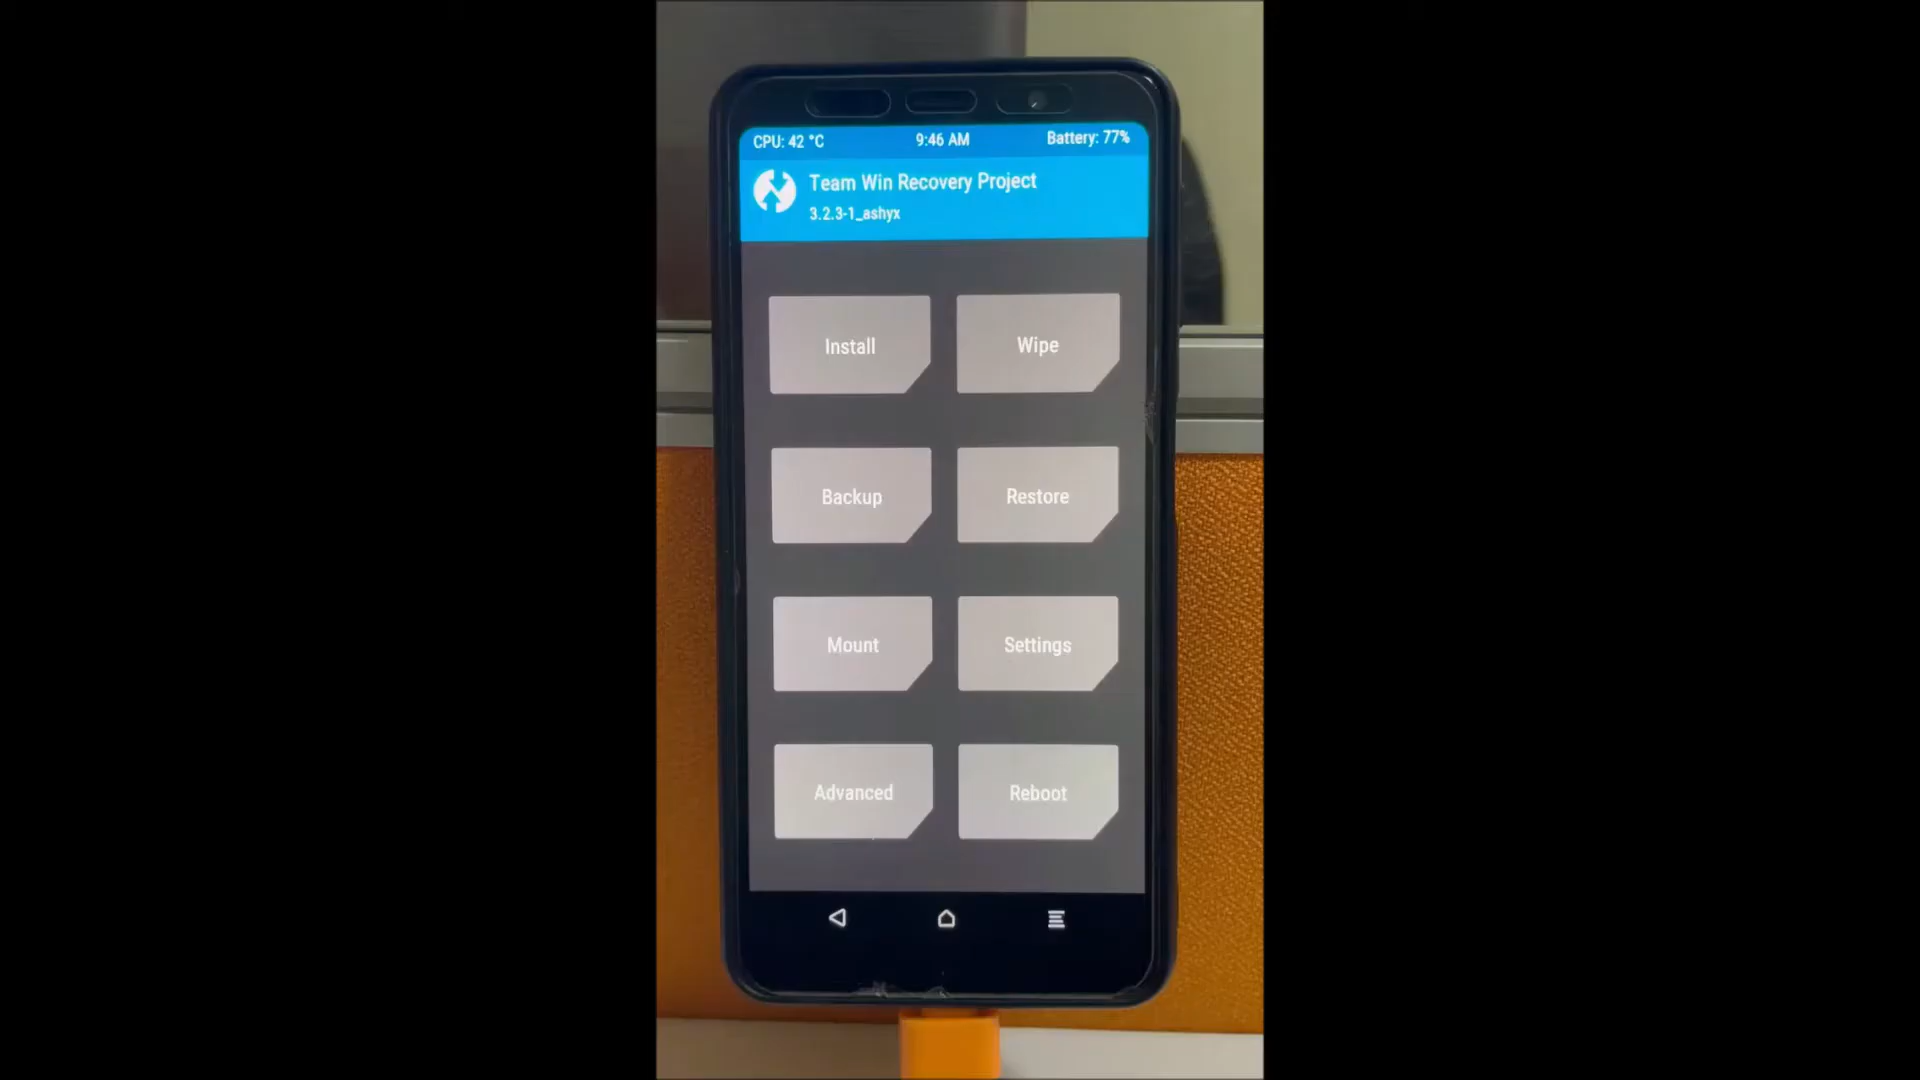 CPU: 42 °C 9:46 AM Battery: 77%
Team Win Recovery Project
3.2.3-1_ashyx
Install Wipe
Backup Restore
Mount Settings
Advanced Reboot